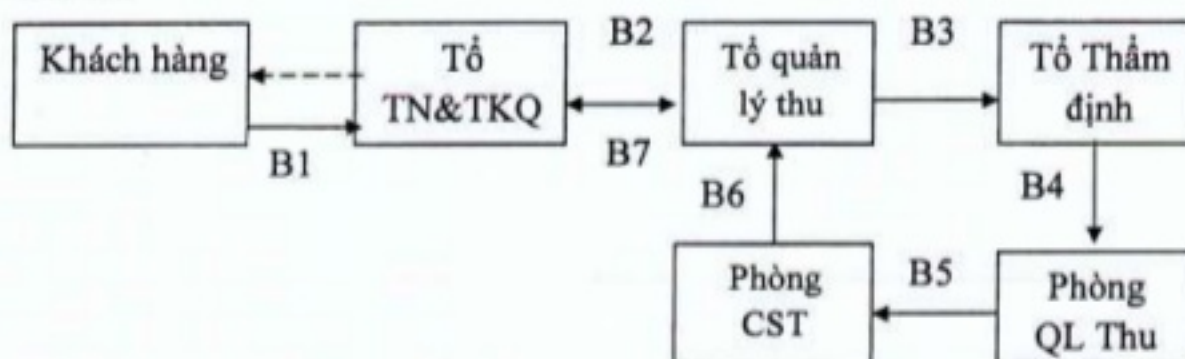 Khách hàng
B1
Tổ
TN&TKQ
B2
B7
Tổ quản
lý thu
B3
Tổ Thẩm
định
B4
B6
Phòng
CST
B5
Phòng
QL Thu